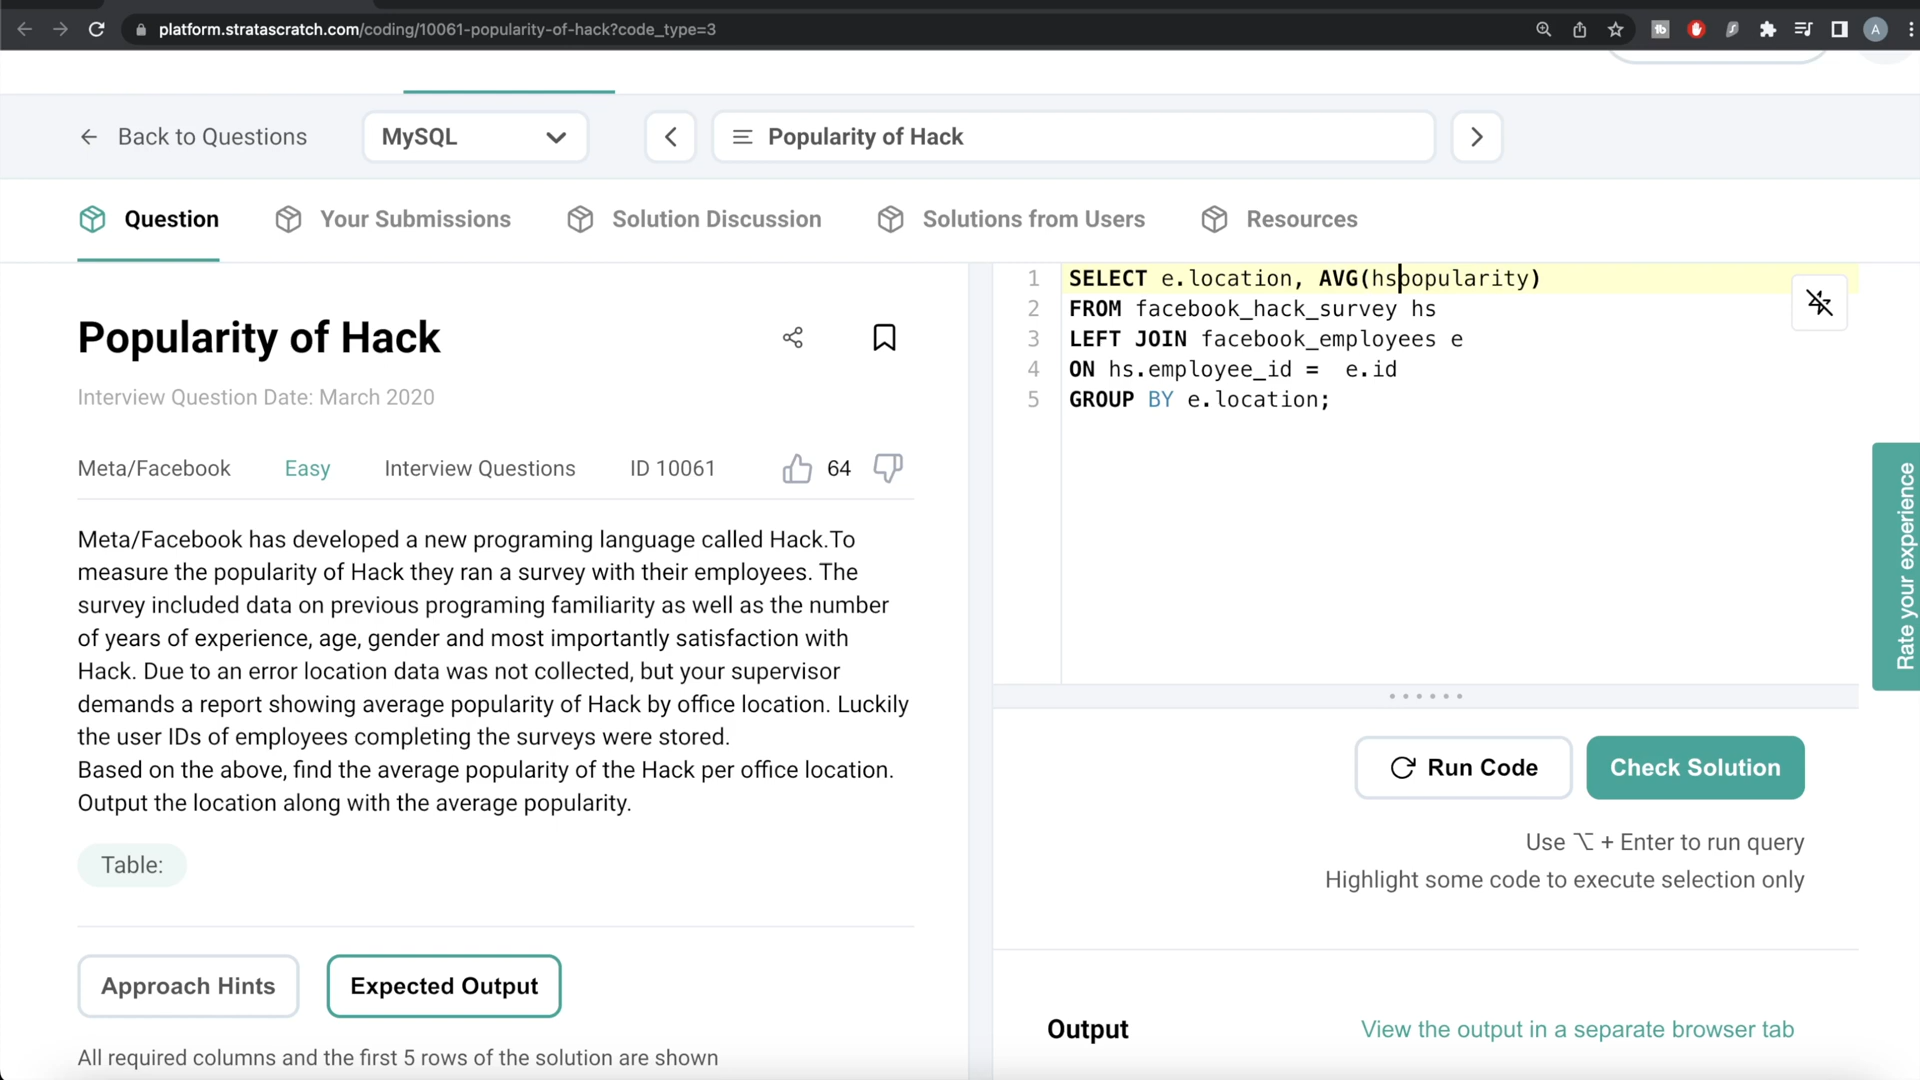 platform.stratascratch.com/coding/10061-popularity-of-hack?code_type=3
tb
A
Back to Questions
MySQL
Popularity of Hack
Question
Your Submissions
Solution Discussion
Solutions from Users
Resources
Popularity of Hack
Interview Question Date: March 2020
Meta/Facebook
Easy
Interview Questions
ID 10061
64
Meta/Facebook has developed a new programing language called Hack.To
measure the popularity of Hack they ran a survey with their employees. The
survey included data on previous programing familiarity as well as the number
of years of experience, age, gender and most importantly satisfaction with
Hack. Due to an error location data was not collected, but your supervisor
demands a report showing average popularity of Hack by office location. Luckily
the user IDs of employees completing the surveys were stored.
Based on the above, find the average popularity of the Hack per office location.
Output the location along with the average popularity.
Table:
Approach Hints
Expected Output
All required columns and the first 5 rows of the solution are shown
1 SELECT e.location, AVG(hspopularity)
2 FROM facebook_hack_survey hs
3 LEFT JOIN facebook_employees e
4 ON hs.employee_id =  e.id
5 GROUP BY e.location;
Run Code
Check Solution
Use ⌥ + Enter to run query
Highlight some code to execute selection only
Output
View the output in a separate browser tab
Rate your experience